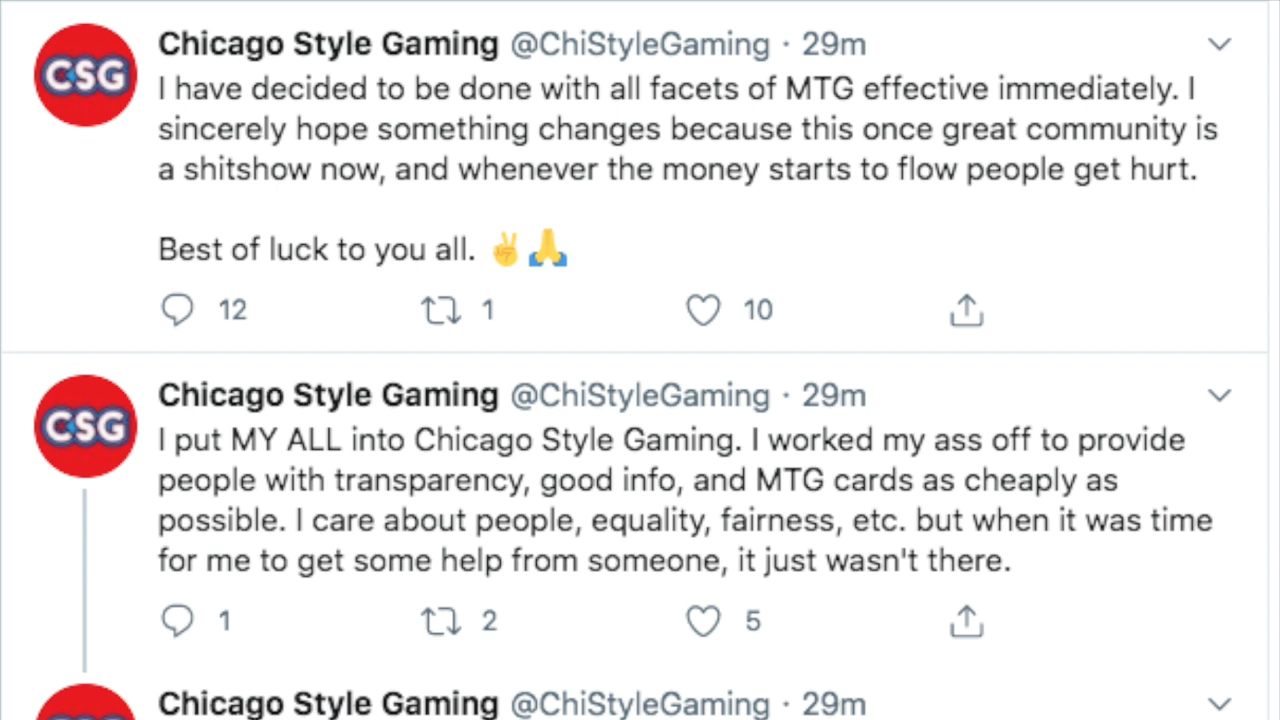 Chicago Style Gaming @ChiStyleGaming · 29m
CSG
I have decided to be done with all facets of MTG effective immediately. I
sincerely hope something changes because this once great community is
a shitshow now, and whenever the money starts to flow people get hurt.
Best of luck to you all. ✌️🙏
12 1 10
Chicago Style Gaming @ChiStyleGaming · 29m
CSG
I put MY ALL into Chicago Style Gaming. I worked my ass off to provide
people with transparency, good info, and MTG cards as cheaply as
possible. I care about people, equality, fairness, etc. but when it was time
for me to get some help from someone, it just wasn't there.
1 2 5
Chicago Style Gaming @ChiStyleGaming · 29m